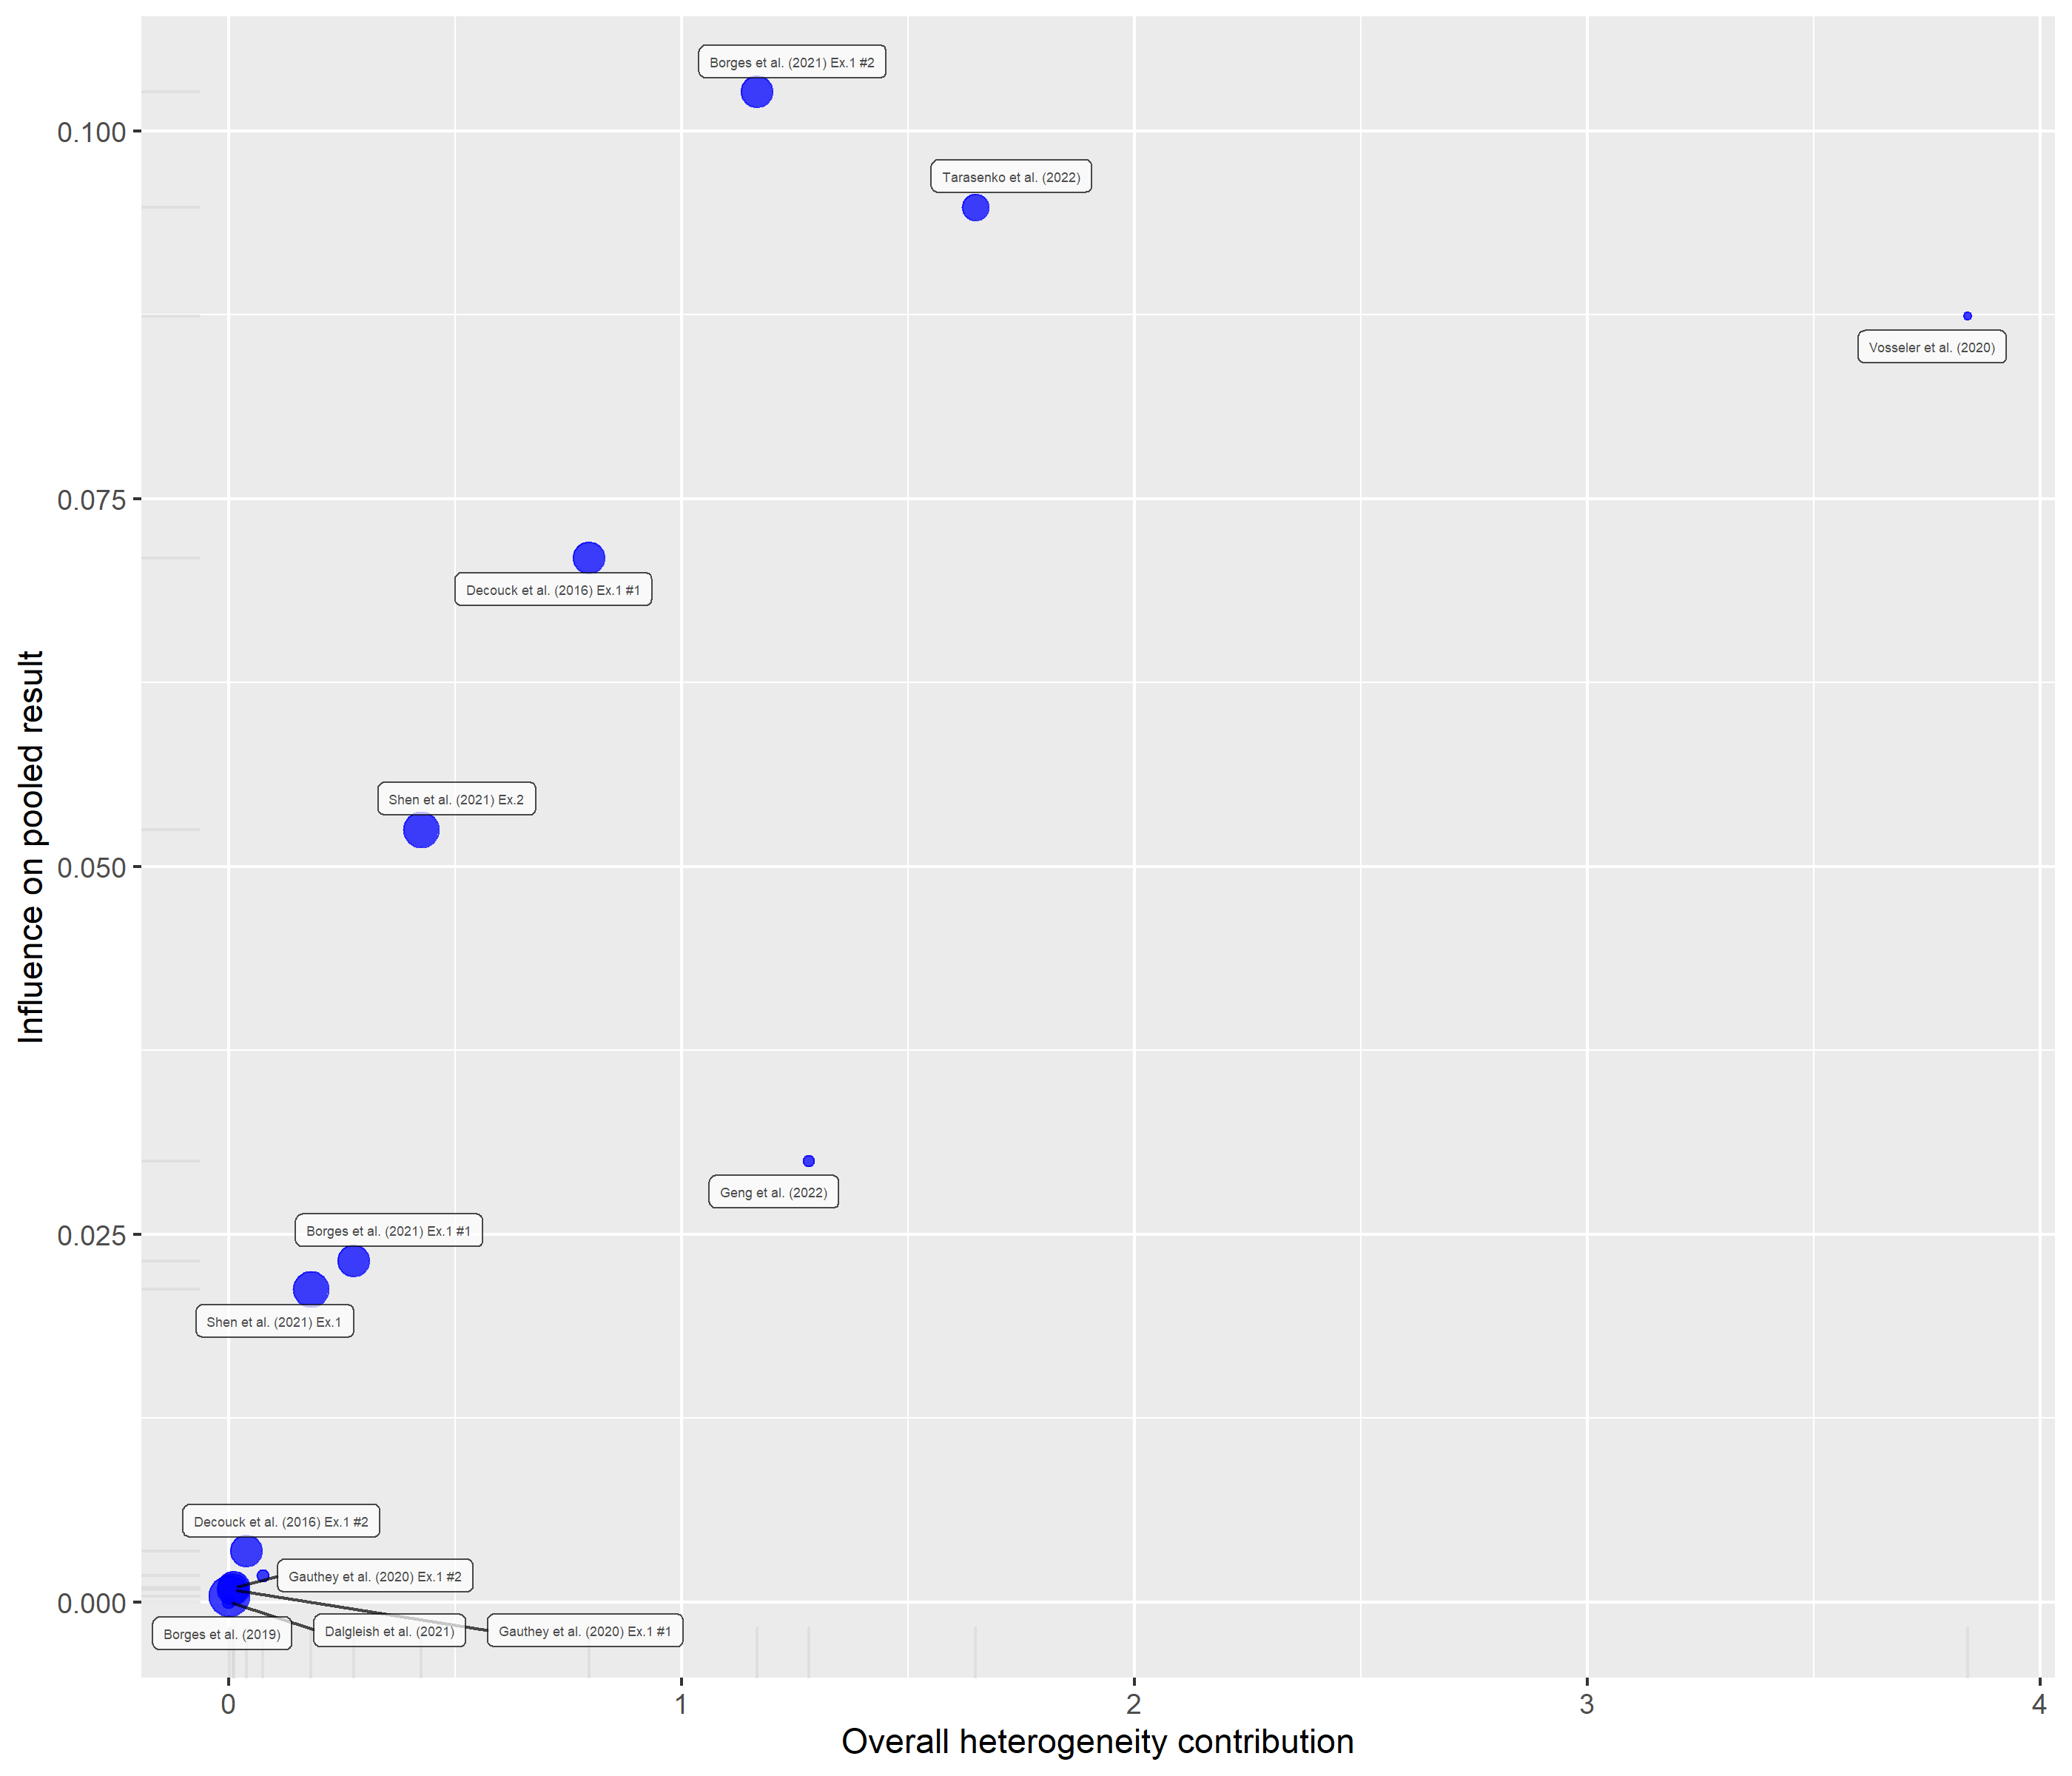 Borges et al. (2021) Ex.1 #2
0.100
Tarasenko et al. (2022)
Vosseler et al. (2020)
0.075
Decouck et al. (2016) Ex.1 #1
Influence on pooled result
Shen et al. (2021) Ex.2
0.050
Geng et al. (2022)
Borges et al. (2021) Ex.1 #1
0.025
Shen et al. (2021) Ex.1
Decouck et al. (2016) Ex.1 #2
Gauthey et al. (2020) Ex.1 #2
0.000
Borges et al. (2019)
Dalgleish et al. (2021)
Gauthey et al. (2020) Ex.1 #1
0 1 2 3 4
Overall heterogeneity contribution